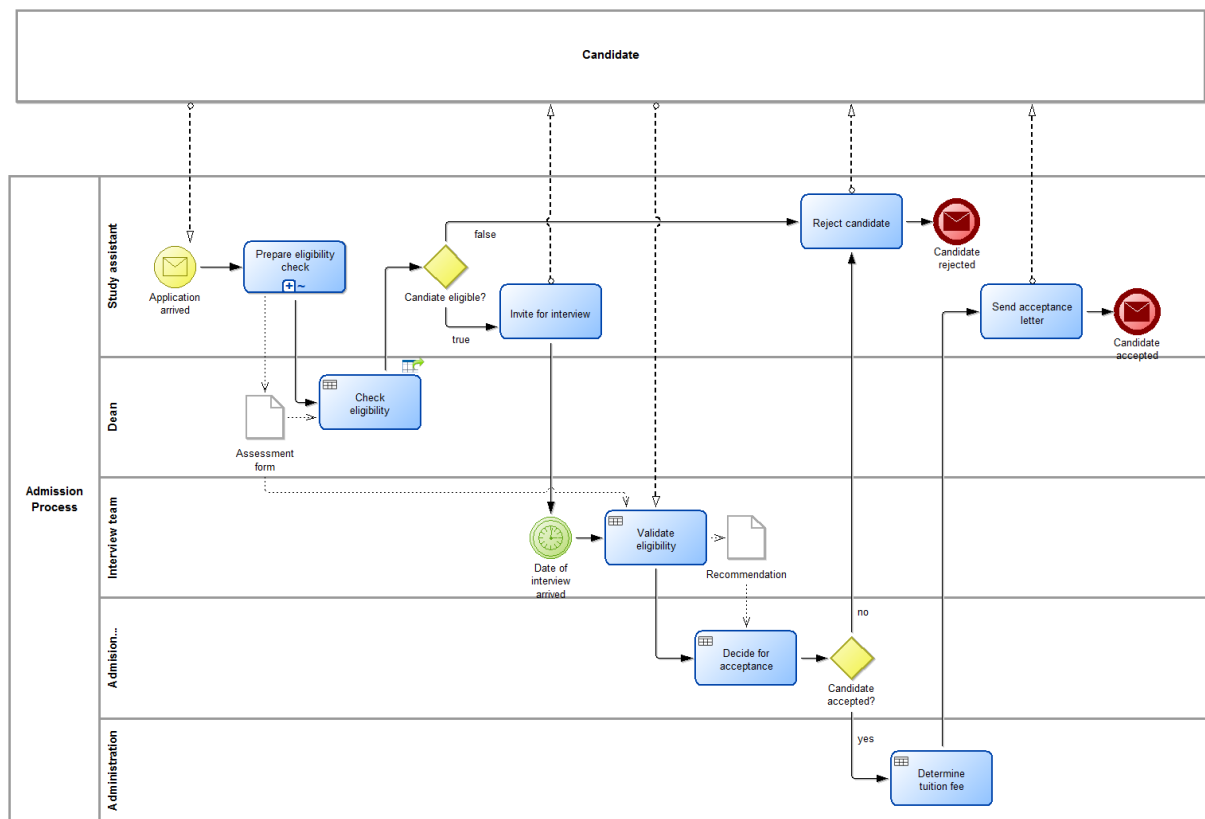 Candidate
Admission
Process
Study assistant
Dean
Interview team
Admision...
Administration
Application
arrived
Prepare eligibility
check
Candiate eligible?
false
true
Invite for interview
Reject candidate
Candidate
rejected
Send acceptance
letter
Candidate
accepted
Check
eligibility
Assessment
form
Date of
interview
arrived
Validate
eligibility
Recommendation
Decide for
acceptance
no
Candidate
accepted?
yes
Determine
tuition fee